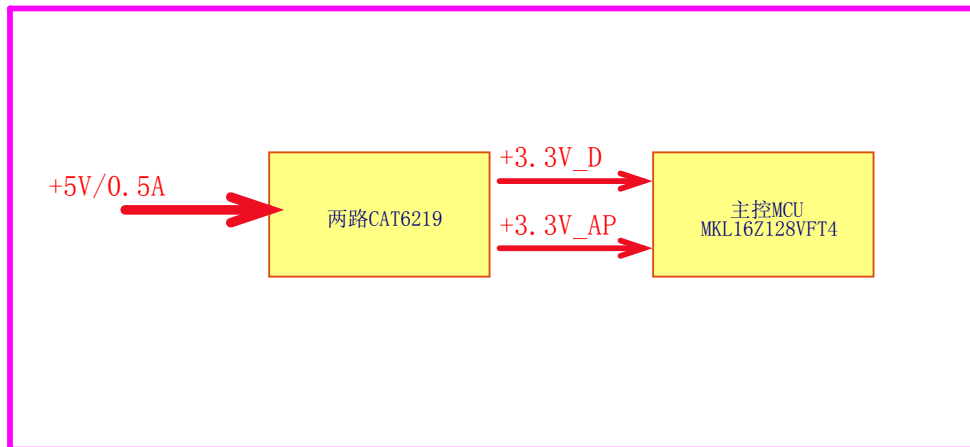 +5V/0.5A
两路CAT6219
+3.3V_D
+3.3V_AP
主控MCU
MKL16Z128VFT4